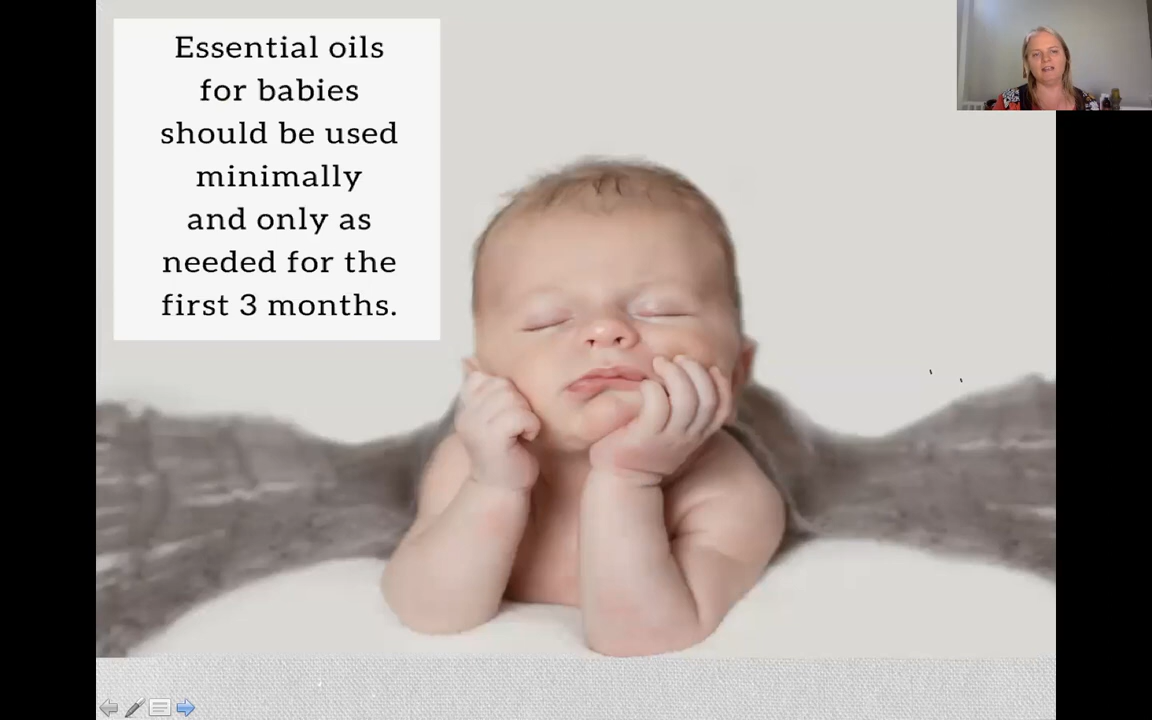 Essential oils
for babies
should be used
minimally
and only as
needed for the
first 3 months.